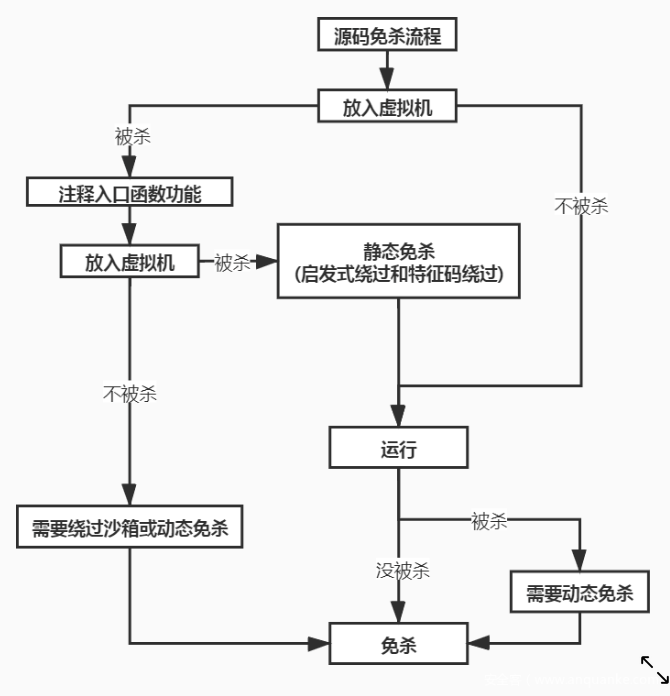 源码免杀流程
放入虚拟机
被杀
注释入口函数功能
不被杀
放入虚拟机
被杀
静态免杀
(启发式绕过和特征码绕过)
不被杀
运行
需要绕过沙箱或动态免杀
被杀
没被杀
需要动态免杀
免杀